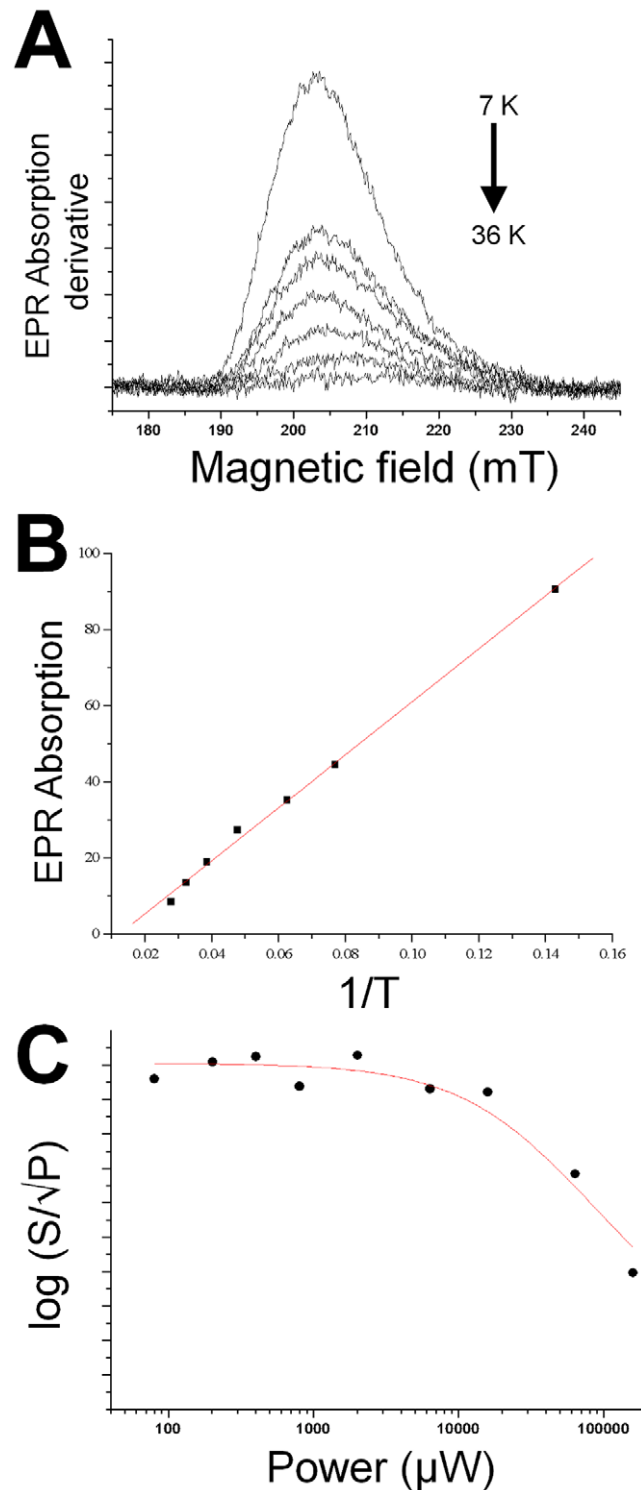 A
EPR Absorption
derivative
7 K
36 K
180 190 200 210 220 230 240
Magnetic field (mT)
B
EPR Absorption
100
80
60
40
20
0
0.02 0.04 0.06 0.08 0.10 0.12 0.14 0.16
1/T
C
log (S/√P)
100 1000 10000 100000
Power (µW)